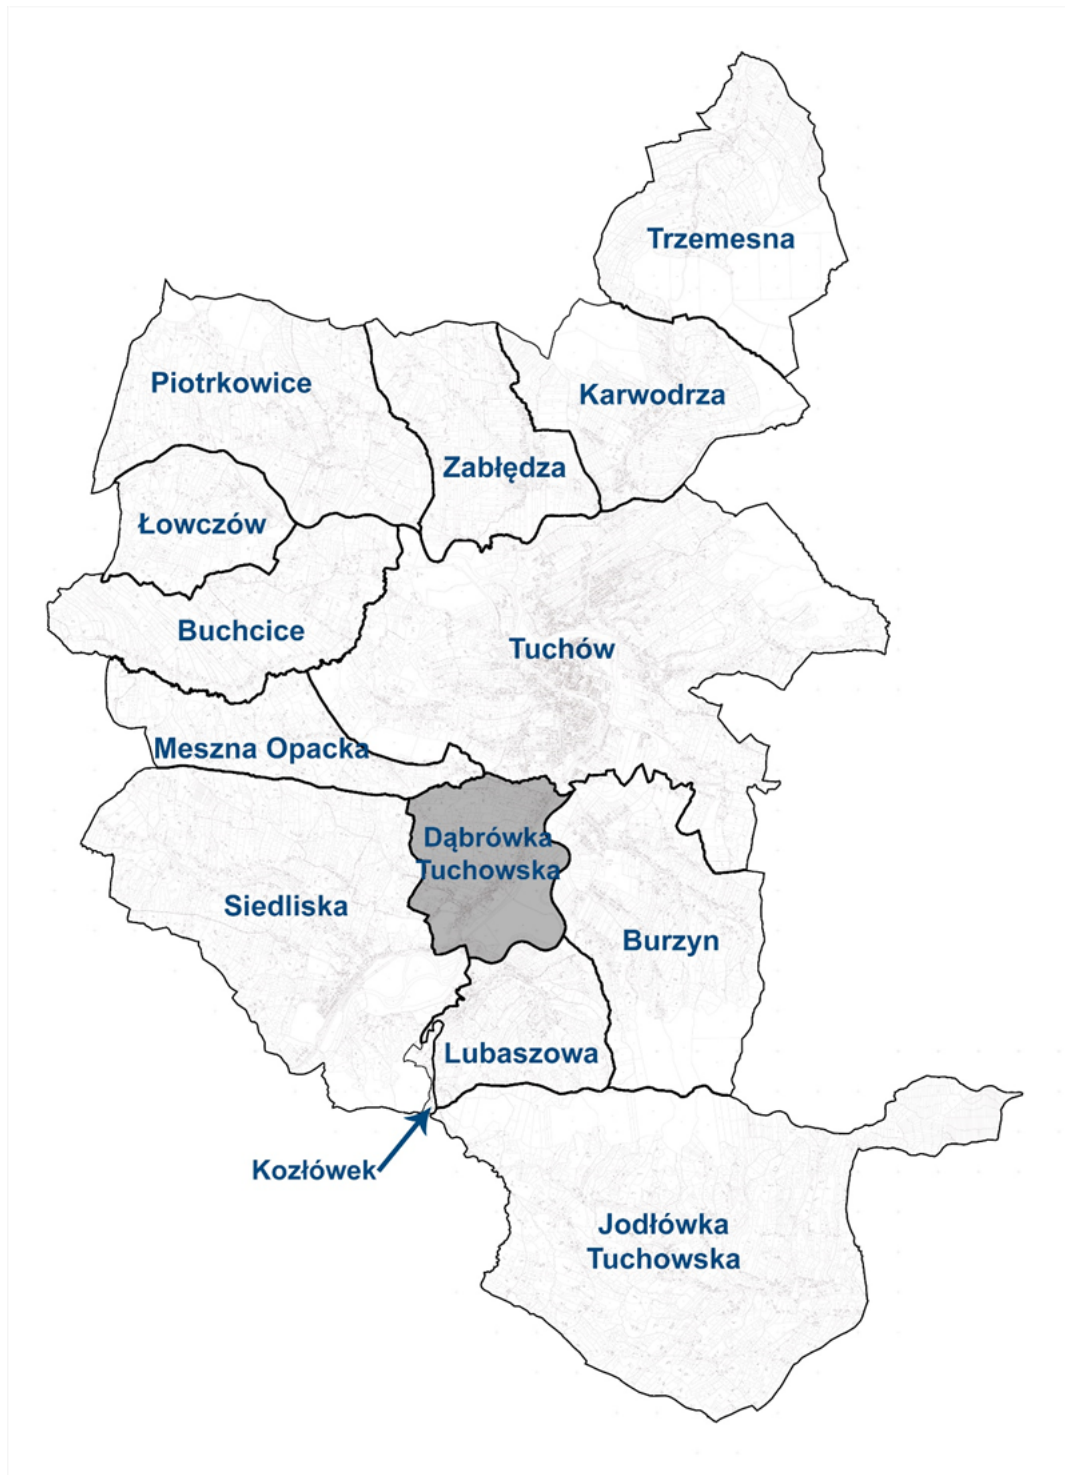 Trzemesna
Piotrkowice
Karwodrza
Zabłędza
Łowczów
Buchcice
Tuchów
Meszna Opacka
Dąbrówka
Tuchowska
Siedliska
Burzyn
Lubaszowa
Kozłówek
Jodłówka
Tuchowska